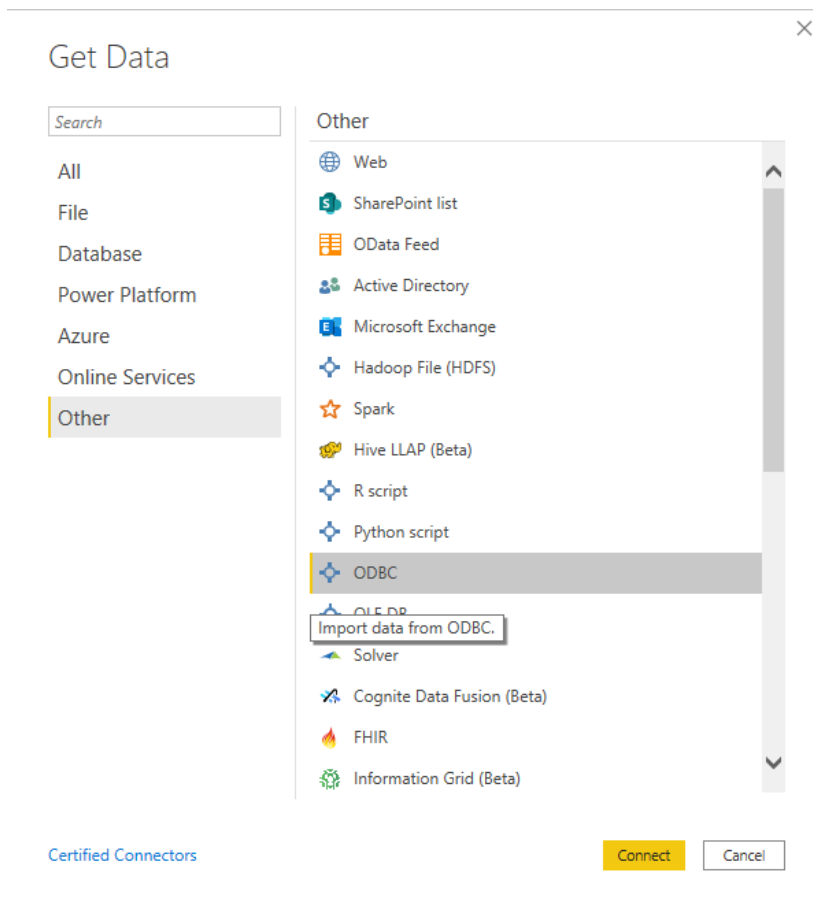 Get Data
Search
All
File
Database
Power Platform
Azure
Online Services
Other
Other
Web
SharePoint list
OData Feed
Active Directory
Microsoft Exchange
Hadoop File (HDFS)
Spark
Hive LLAP (Beta)
R script
Python script
ODBC
OLE DB
Import data from ODBC.
Solver
Cognite Data Fusion (Beta)
FHIR
Information Grid (Beta)
Certified Connectors
Connect
Cancel